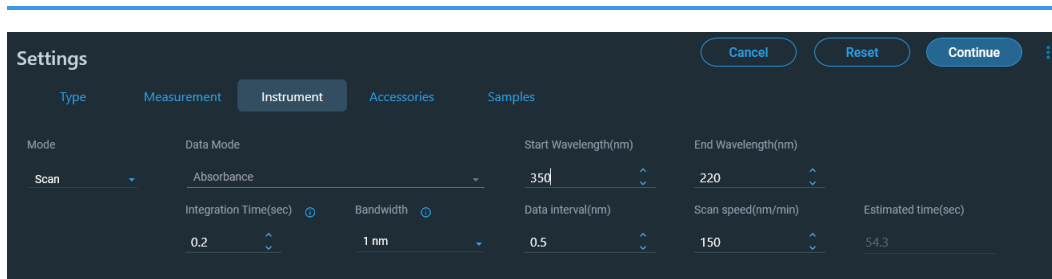 Settings
Cancel
Reset
Continue
Type
Measurement
Instrument
Accessories
Samples
Mode
Data Mode
Start Wavelength(nm)
End Wavelength(nm)
Scan
Absorbance
350
220
Integration Time(sec)
Bandwidth
Data interval(nm)
Scan speed(nm/min)
Estimated time(sec)
0.2
1 nm
0.5
150
54.3